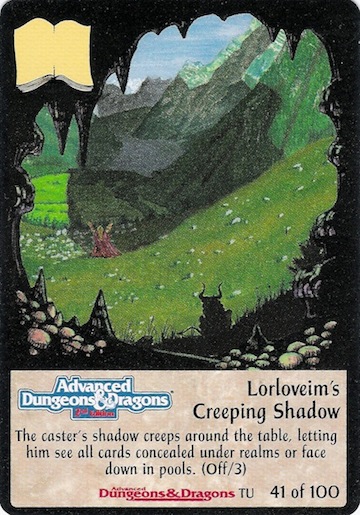 Advanced
Dungeons & Dragons
2nd Edition
Lorloveim's
Creeping Shadow
The caster's shadow creeps around the table, letting
him see all cards concealed under realms or face
down in pools. (Off/3)
Advanced
Dungeons & Dragons TU 41 of 100